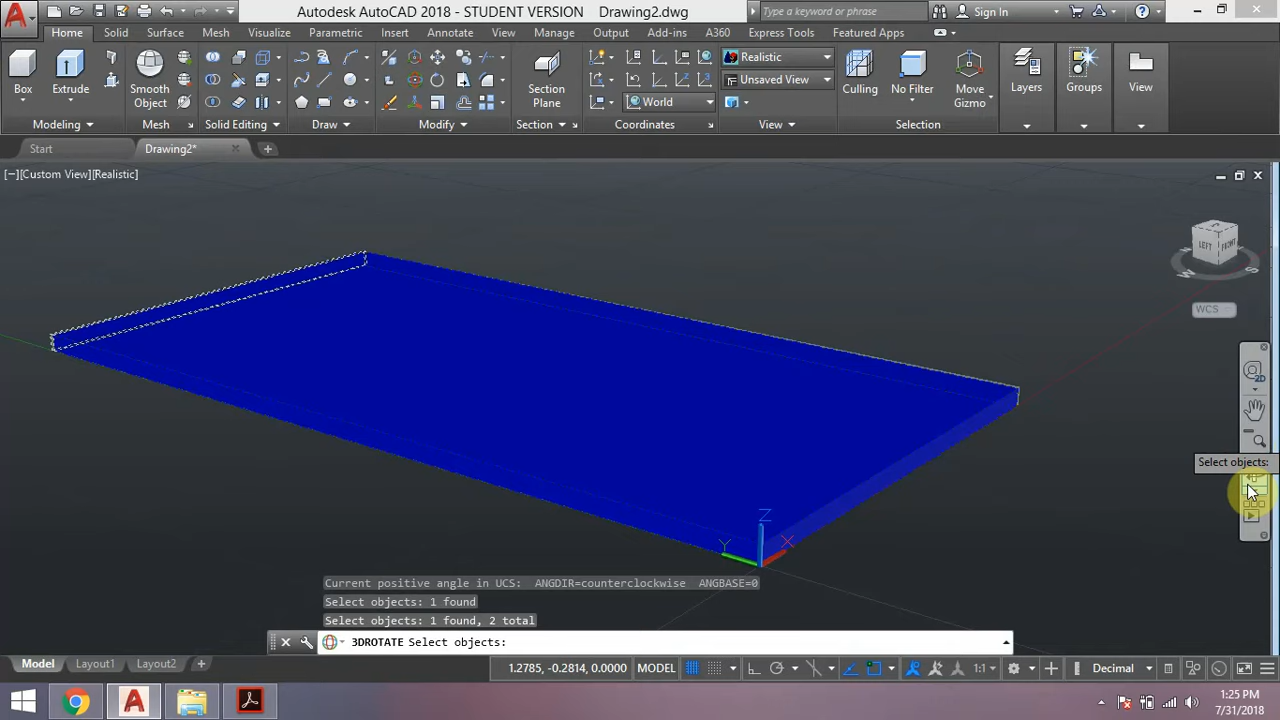 Autodesk AutoCAD 2018 - STUDENT VERSION Drawing2.dwg
Type a keyword or phrase
Sign In
Home Solid Surface Mesh Visualize Parametric Insert Annotate View Manage Output Add-ins A360 Express Tools Featured Apps
Realistic
Unsaved View
World
Box
Extrude
Smooth
Object
Section
Plane
Culling
No Filter
Move
Gizmo
Layers
Groups
View
Modeling
Mesh
Solid Editing
Draw
Modify
Section
Coordinates
View
Selection
Start
Drawing2*
[−][Custom View][Realistic]
LEFT
FRONT
W
S
WCS
2D
Select objects:
Z
Y
X
Current positive angle in UCS: ANGDIR=counterclockwise ANGBASE=0
Select objects: 1 found
Select objects: 1 found, 2 total
3DROTATE Select objects:
Model
Layout1
Layout2
1.2785, -0.2814, 0.0000
MODEL
1:1
Decimal
1:25 PM
7/31/2018